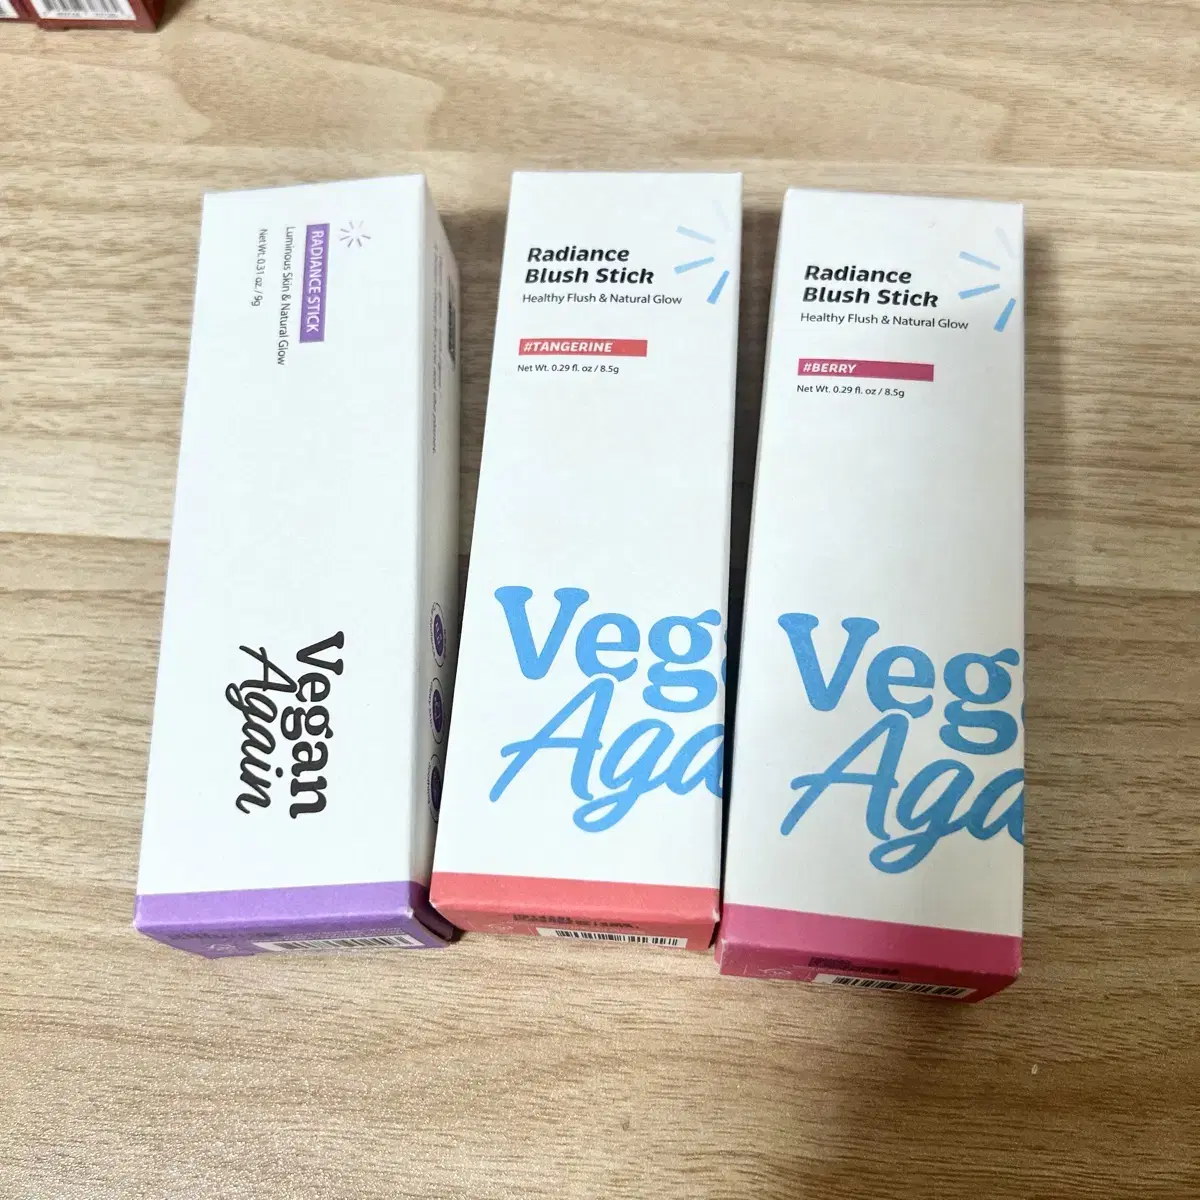 RADIANCE STICK
Luminous Skin & Natural Glow
Net Wt. 0.31 oz. / 9g
Vegan
Again
Radiance
Blush Stick
Healthy Flush & Natural Glow
#TANGERINE
Net Wt. 0.29 fl. oz / 8.5g
Veg
Aga
Radiance
Blush Stick
Healthy Flush & Natural Glow
#BERRY
Net Wt. 0.29 fl. oz / 8.5g
Veg
Aga